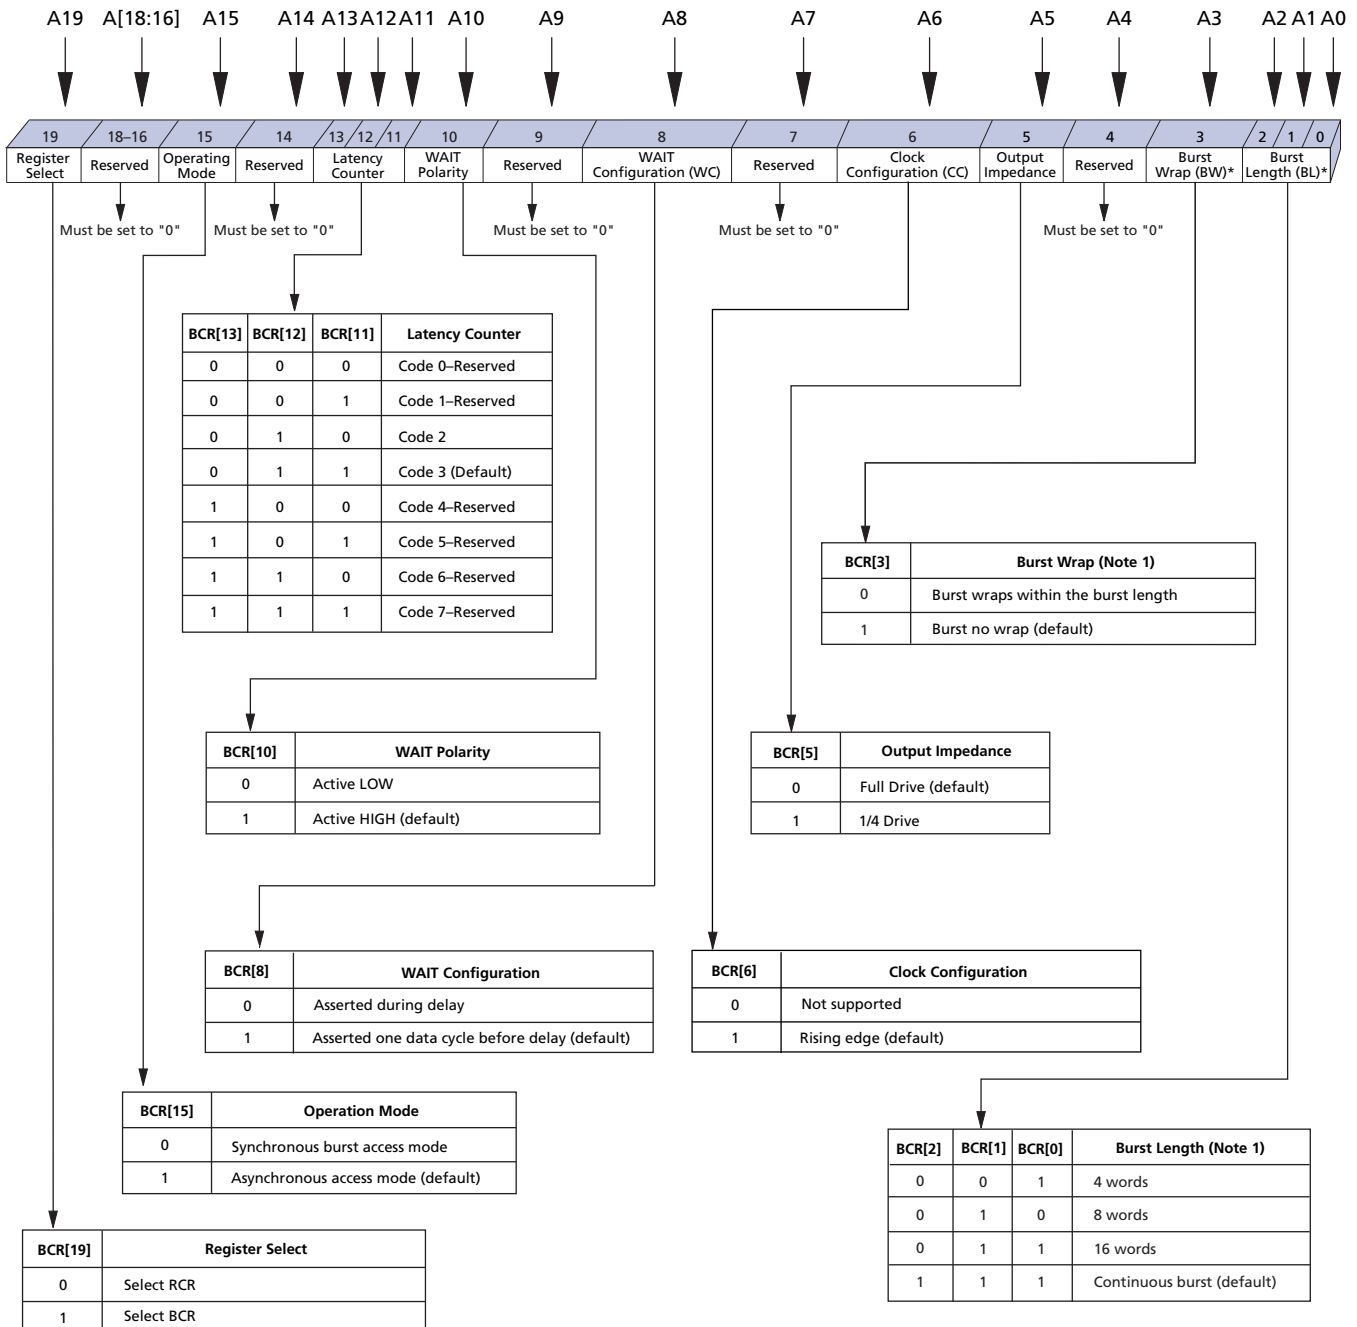 A19 A[18:16] A15 A14 A13 A12 A11 A10 A9 A8 A7 A6 A5 A4 A3 A2 A1 A0
19 18–16 15 14 13 12 11 10 9 8 7 6 5 4 3 2 1 0
Register Select
Reserved
Operating Mode
Reserved
Latency Counter
WAIT Polarity
Reserved
WAIT Configuration (WC)
Reserved
Clock Configuration (CC)
Output Impedance
Reserved
Burst Wrap (BW)*
Burst Length (BL)*
Must be set to "0" Must be set to "0" Must be set to "0" Must be set to "0" Must be set to "0"
BCR[13] BCR[12] BCR[11] Latency Counter
0 0 0 Code 0–Reserved
0 0 1 Code 1–Reserved
0 1 0 Code 2
0 1 1 Code 3 (Default)
1 0 0 Code 4–Reserved
1 0 1 Code 5–Reserved
1 1 0 Code 6–Reserved
1 1 1 Code 7–Reserved
BCR[3] Burst Wrap (Note 1)
0 Burst wraps within the burst length
1 Burst no wrap (default)
BCR[10] WAIT Polarity
0 Active LOW
1 Active HIGH (default)
BCR[5] Output Impedance
0 Full Drive (default)
1 1/4 Drive
BCR[8] WAIT Configuration
0 Asserted during delay
1 Asserted one data cycle before delay (default)
BCR[6] Clock Configuration
0 Not supported
1 Rising edge (default)
BCR[15] Operation Mode
0 Synchronous burst access mode
1 Asynchronous access mode (default)
BCR[2] BCR[1] BCR[0] Burst Length (Note 1)
0 0 1 4 words
0 1 0 8 words
0 1 1 16 words
1 1 1 Continuous burst (default)
BCR[19] Register Select
0 Select RCR
1 Select BCR